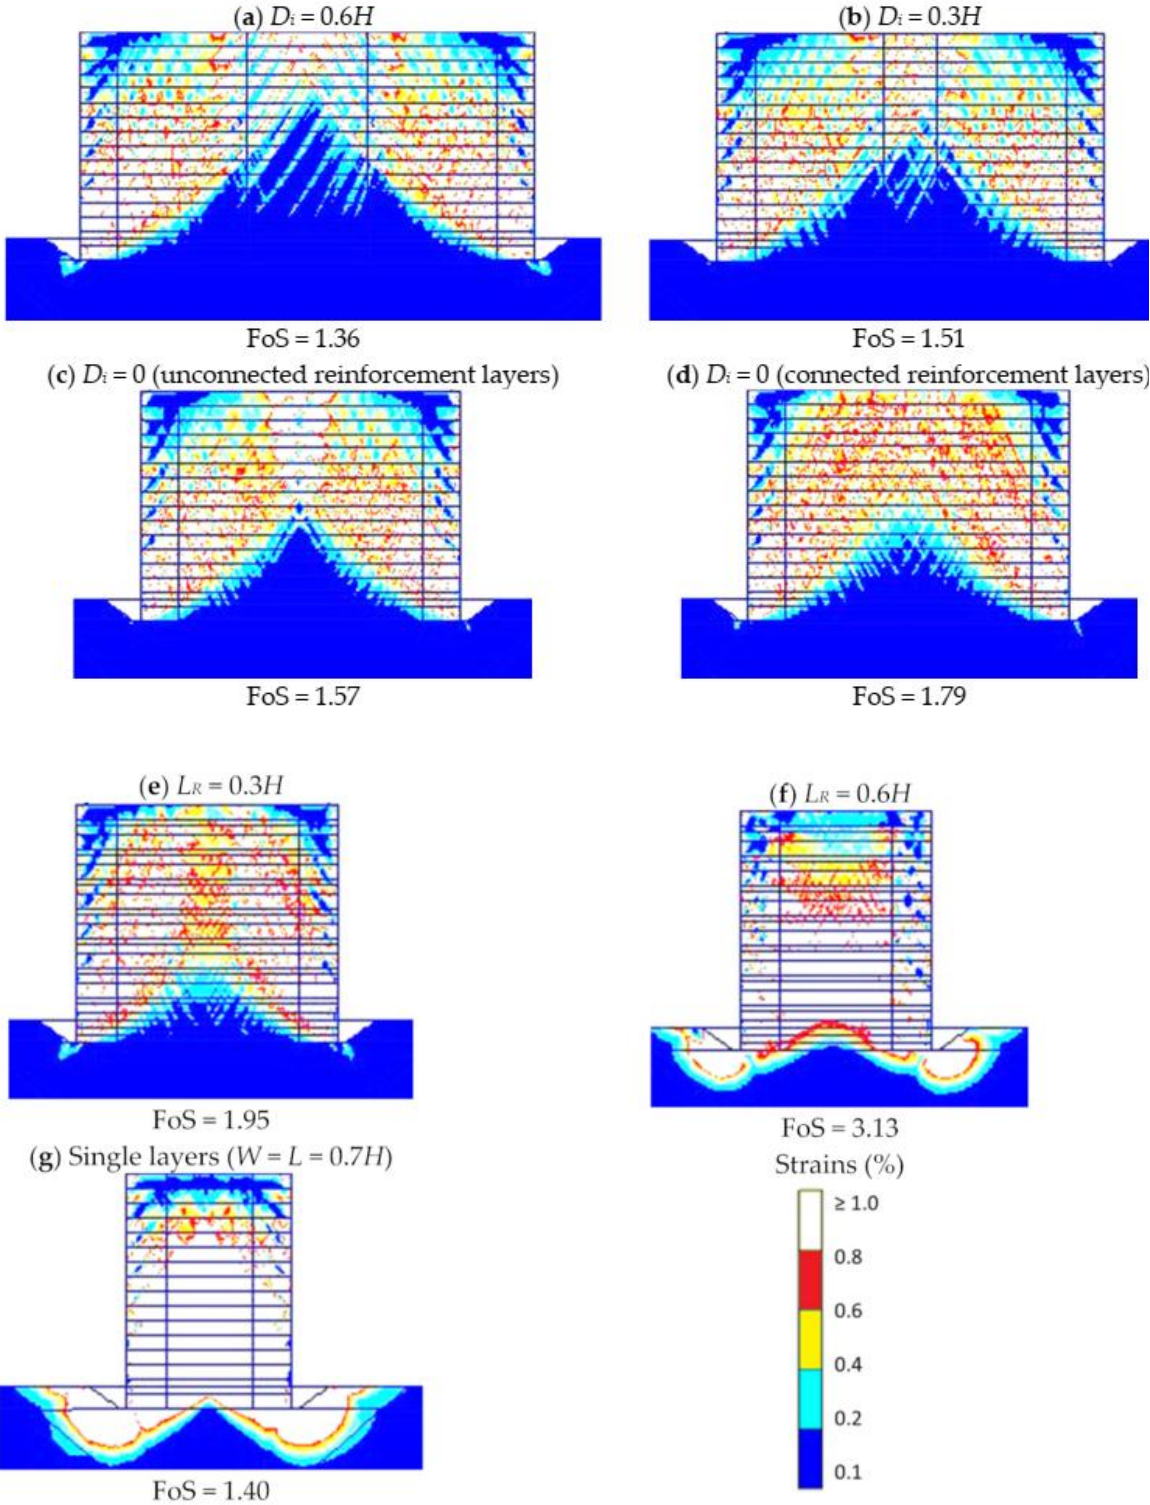 (a) Dᵢ = 0.6H
(b) Dᵢ = 0.3H
FoS = 1.36
FoS = 1.51
(c) Dᵢ = 0 (unconnected reinforcement layers)
(d) Dᵢ = 0 (connected reinforcement layers)
FoS = 1.57
FoS = 1.79
(e) L_R = 0.3H
(f) L_R = 0.6H
FoS = 1.95
FoS = 3.13
(g) Single layers (W = L = 0.7H)
FoS = 1.40
Strains (%)
≥ 1.0
0.8
0.6
0.4
0.2
0.1